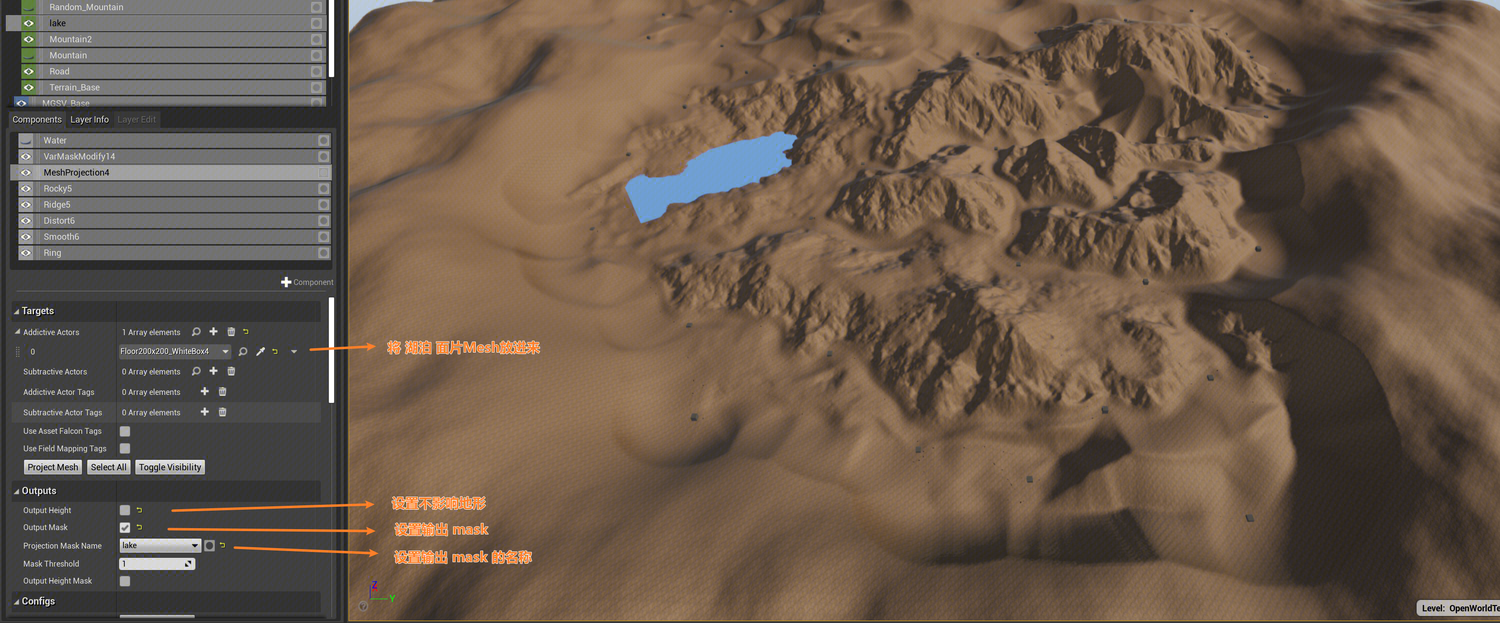 Random_Mountain
lake
Mountain2
Mountain
Road
Terrain_Base
MGSV_Base
Components Layer Info Layer Edit
Water
VarMaskModify14
MeshProjection4
Rocky5
Ridge5
Distort6
Smooth6
Ring
Component
Targets
Addictive Actors 1 Array elements
0 Floor200x200_WhiteBox4
将 湖泊 面片Mesh放进来
Subtractive Actors 0 Array elements
Addictive Actor Tags 0 Array elements
Subtractive Actor Tags 0 Array elements
Use Asset Falcon Tags
Use Field Mapping Tags
Project Mesh Select All Toggle Visibility
Outputs
Output Height 设置不影响地形
Output Mask 设置输出 mask
Projection Mask Name lake 设置输出 mask 的名称
Mask Threshold 1
Output Height Mask
Configs
Z
Y
Level: OpenWorldTe